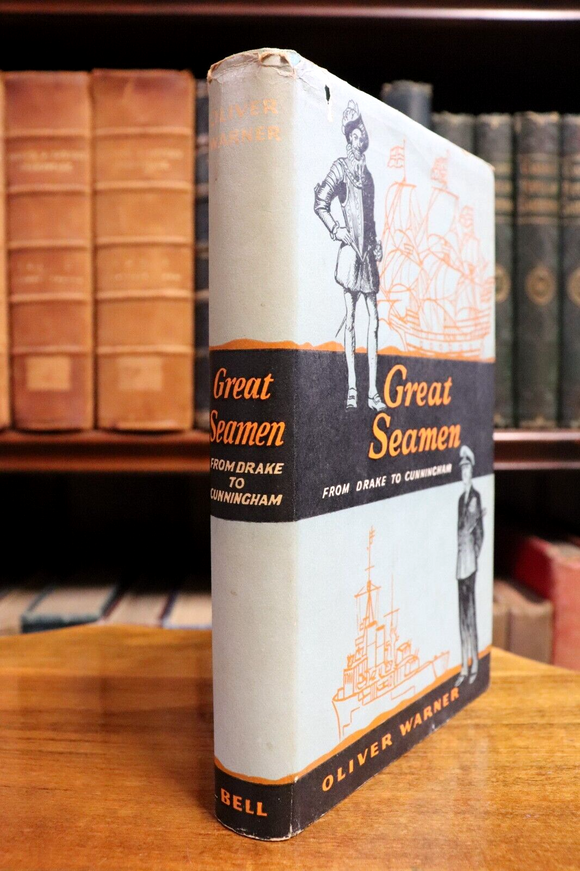 OLIVER
WARNER
Great
Seamen
FROM DRAKE
TO
CUNNINGHAM
BELL
Great
Seamen
FROM DRAKE TO CUNNINGHAM
OLIVER WARNER